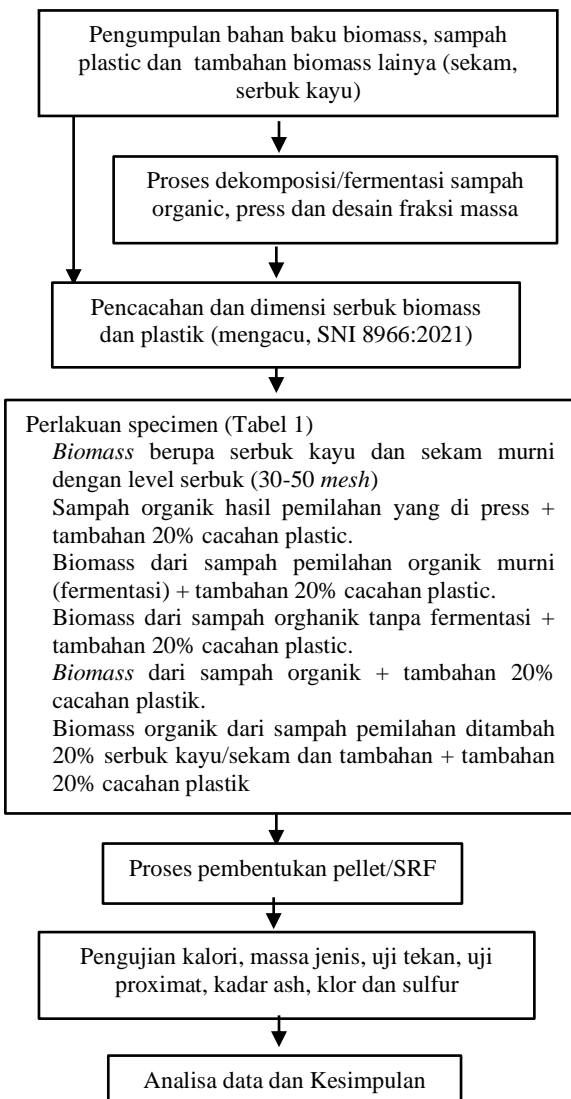 Pengumpulan bahan baku biomass, sampah
plastic dan tambahan biomass lainya (sekam,
serbuk kayu)
Proses dekomposisi/fermentasi sampah
organic, press dan desain fraksi massa
Pencacahan dan dimensi serbuk biomass
dan plastik (mengacu, SNI 8966:2021)
Perlakuan specimen (Tabel 1)
Biomass berupa serbuk kayu dan sekam murni
dengan level serbuk (30-50 mesh)
Sampah organik hasil pemilahan yang di press +
tambahan 20% cacahan plastic.
Biomass dari sampah pemilahan organik murni
(fermentasi) + tambahan 20% cacahan plastic.
Biomass dari sampah orghanik tanpa fermentasi +
tambahan 20% cacahan plastic.
Biomass dari sampah organik + tambahan 20%
cacahan plastik.
Biomass organik dari sampah pemilahan ditambah
20% serbuk kayu/sekam dan tambahan + tambahan
20% cacahan plastik
Proses pembentukan pellet/SRF
Pengujian kalori, massa jenis, uji tekan, uji
proximat, kadar ash, klor dan sulfur
Analisa data dan Kesimpulan